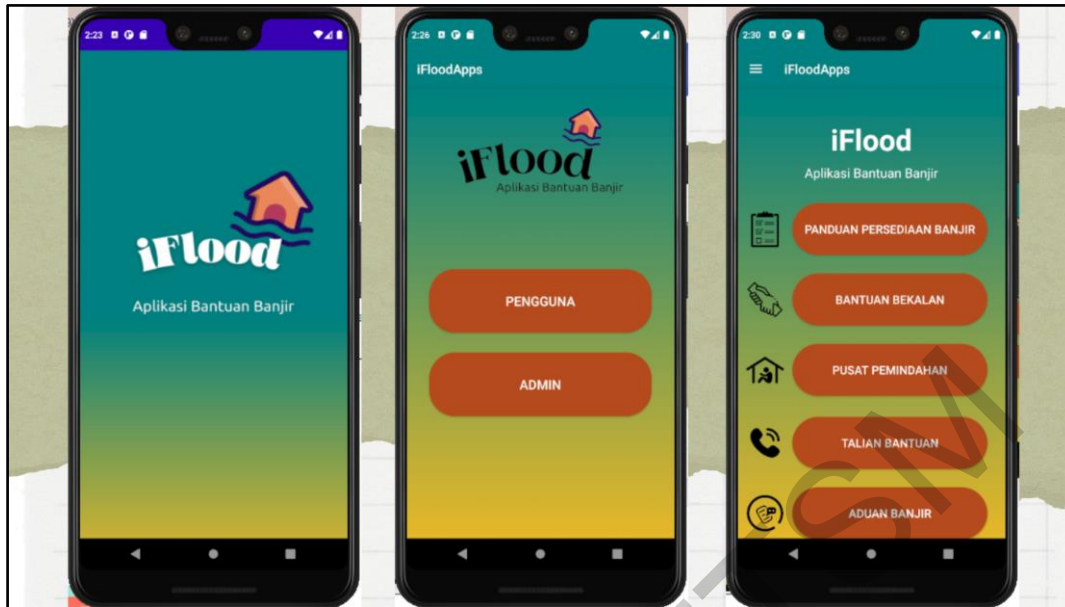 2:23
iFlood
Aplikasi Bantuan Banjir
2:26
iFloodApps
iFlood
Aplikasi Bantuan Banjir
PENGGUNA
ADMIN
2:30
iFloodApps
iFlood
Aplikasi Bantuan Banjir
PANDUAN PERSEDIAAN BANJIR
BANTUAN BEKALAN
PUSAT PEMINDAHAN
TALIAN BANTUAN
ADUAN BANJIR